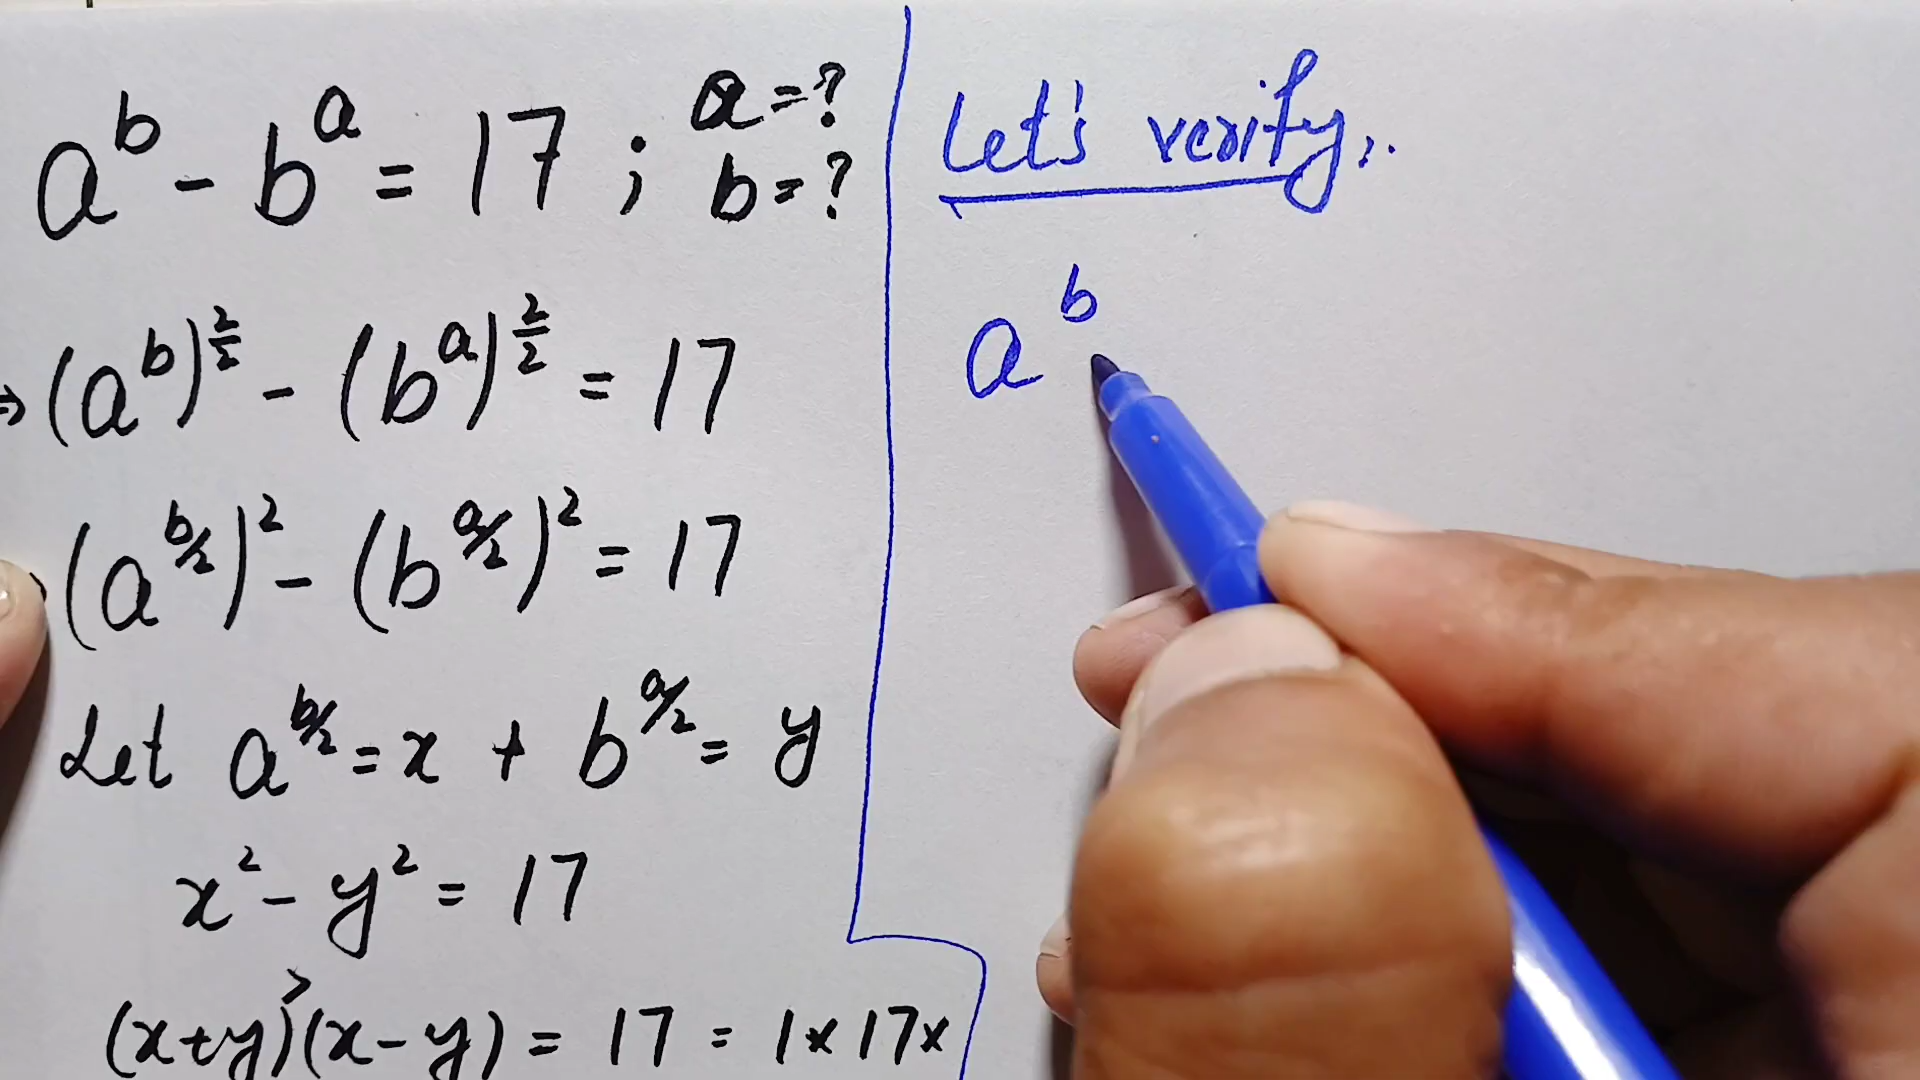 a^b - b^a = 17 ; a = ?
b = ?
⇒ (a^b)^(2/2) - (b^a)^(2/2) = 17
(a^(b/2))^2 - (b^(a/2))^2 = 17
Let a^(b/2) = x + b^(a/2) = y
x^2 - y^2 = 17
(x+y)^>(x-y) = 17 = 1×17×
Let's verify,.
a^b